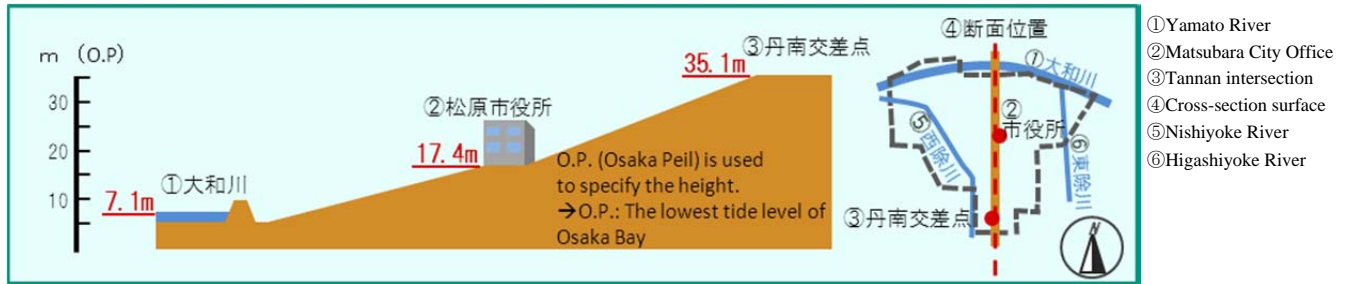 m (O.P)
30
20
10
7.1m
①大和川
17.4m
②松原市役所
35.1m
③丹南交差点
O.P. (Osaka Peil) is used
to specify the height.
→O.P.: The lowest tide level of
Osaka Bay
④断面位置
①大和川
②
市役所
⑤西除川
⑥東除川
③丹南交差点
N
①Yamato River
②Matsubara City Office
③Tannan intersection
④Cross-section surface
⑤Nishiyoke River
⑥Higashiyoke River